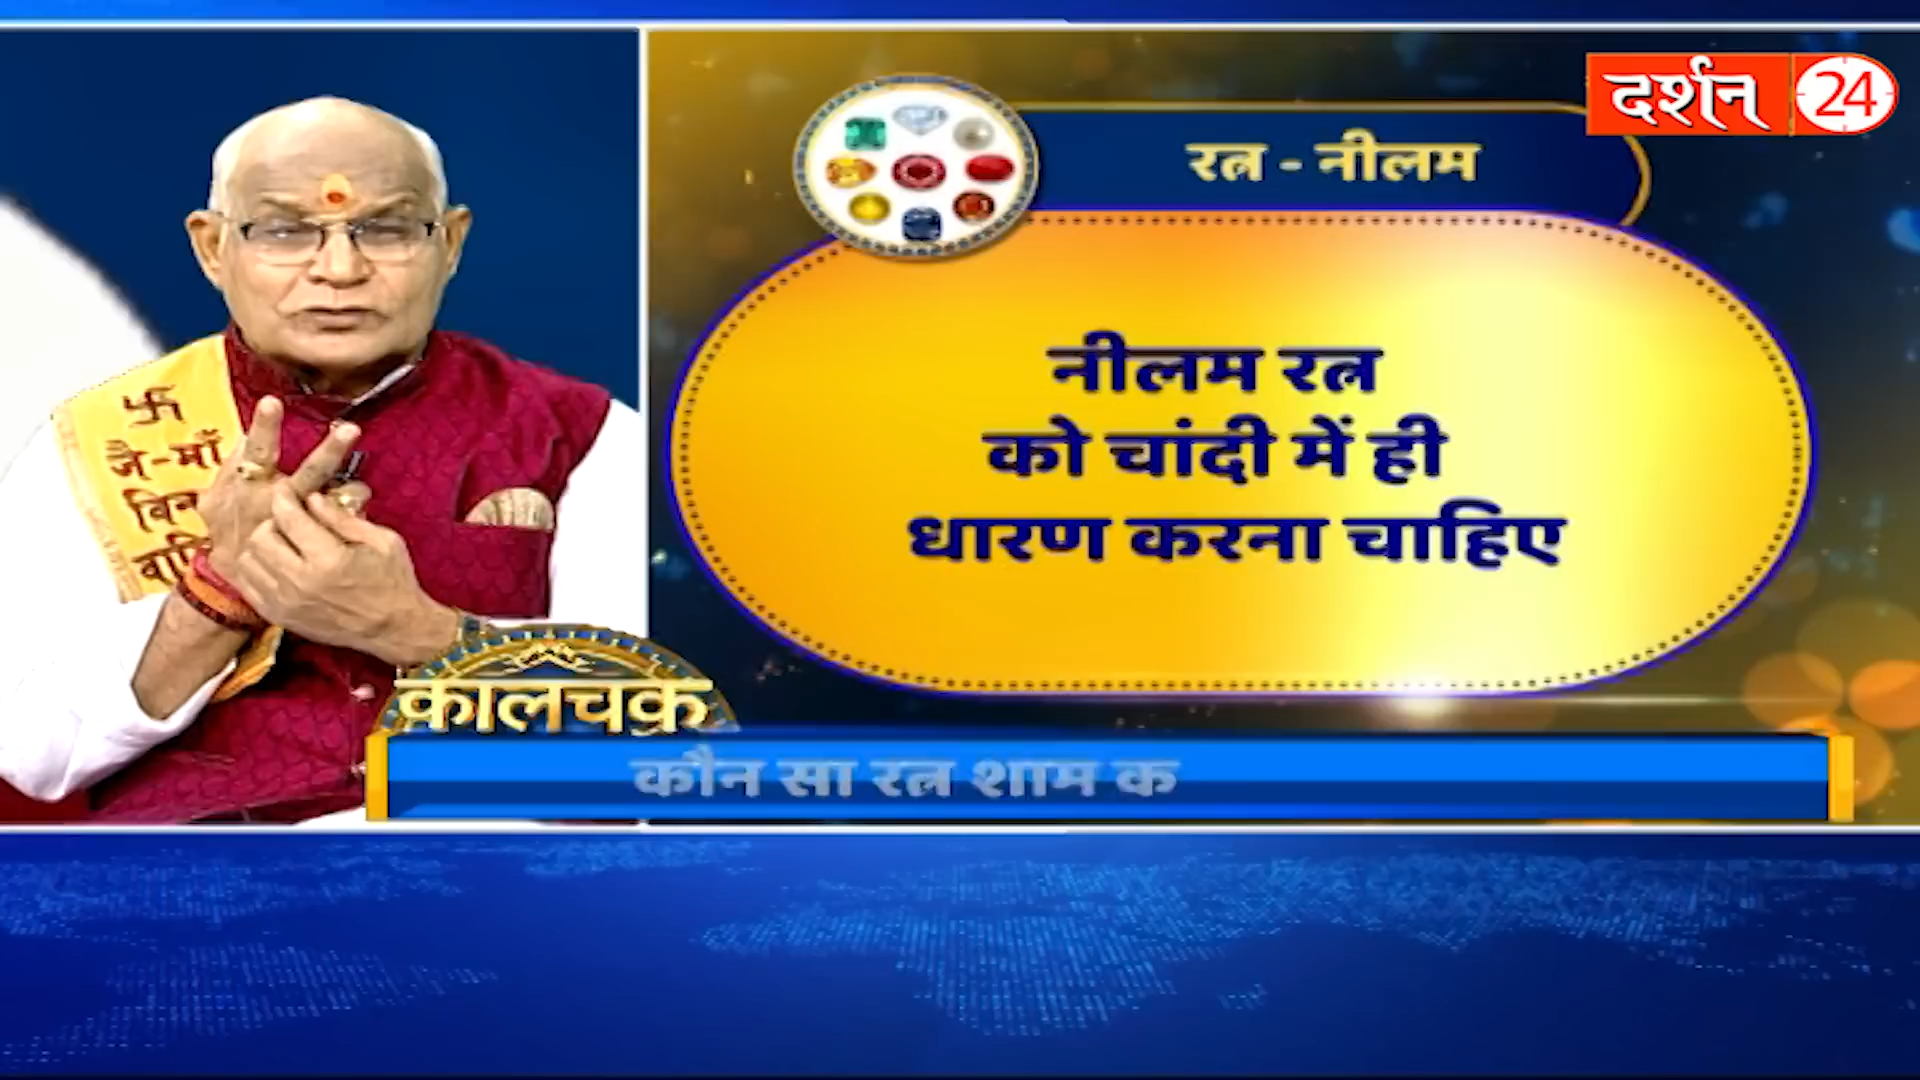 दर्शन 24
रत्न - नीलम
नीलम रत्न
को चांदी में ही
धारण करना चाहिए
जै-माँ
कालचक्र
कौन सा रत्न शाम क